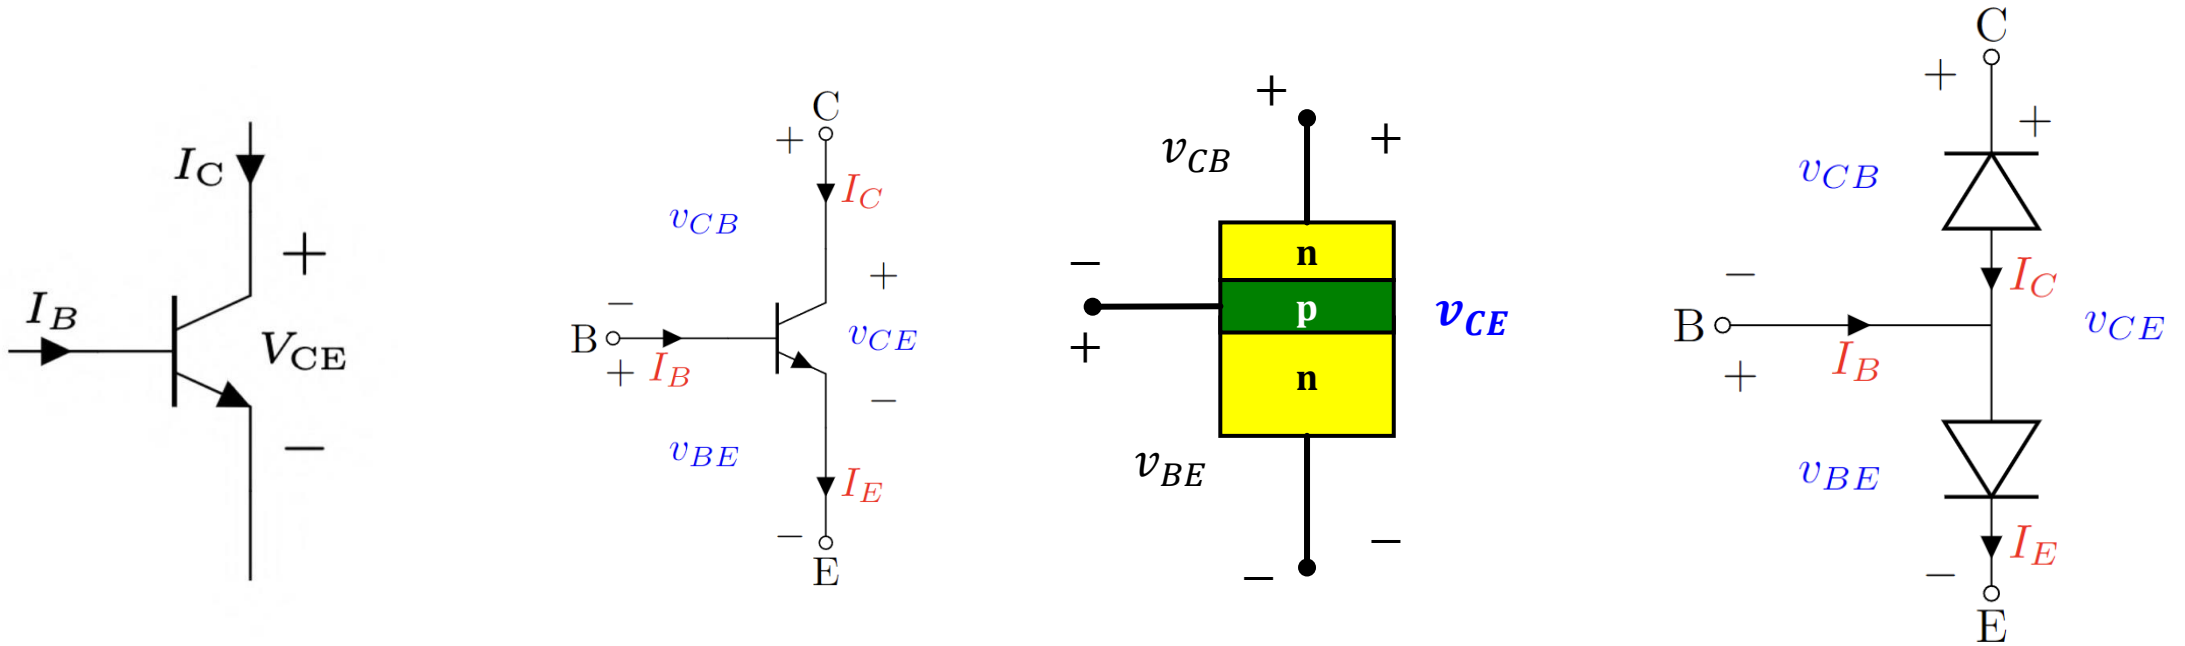 I_C
+
I_B
V_CE
−
C
+
I_C
v_CB
+
−
B
v_CE
+
I_B
−
v_BE
I_E
−
E
+
v_CB
+
n
−
p
v_CE
+
n
v_BE
−
−
C
+
+
v_CB
−
I_C
B
v_CE
I_B
+
v_BE
I_E
−
E